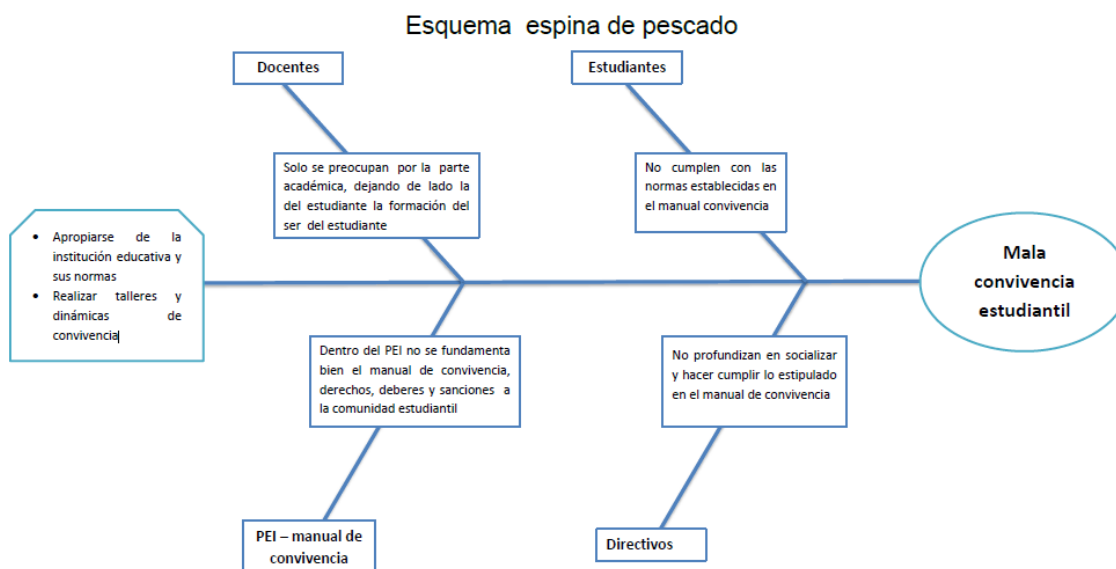 Esquema espina de pescado
Docentes
Estudiantes
Solo se preocupan por la parte
académica, dejando de lado la
del estudiante la formación del
ser del estudiante
No cumplen con las
normas establecidas en
el manual convivencia
• Apropiarse de la
institución educativa y
sus normas
• Realizar talleres y
dinámicas de
convivencia
Mala
convivencia
estudiantil
Dentro del PEI no se fundamenta
bien el manual de convivencia,
derechos, deberes y sanciones a
la comunidad estudiantil
No profundizan en socializar
y hacer cumplir lo estipulado
en el manual de convivencia
PEI – manual de
convivencia
Directivos